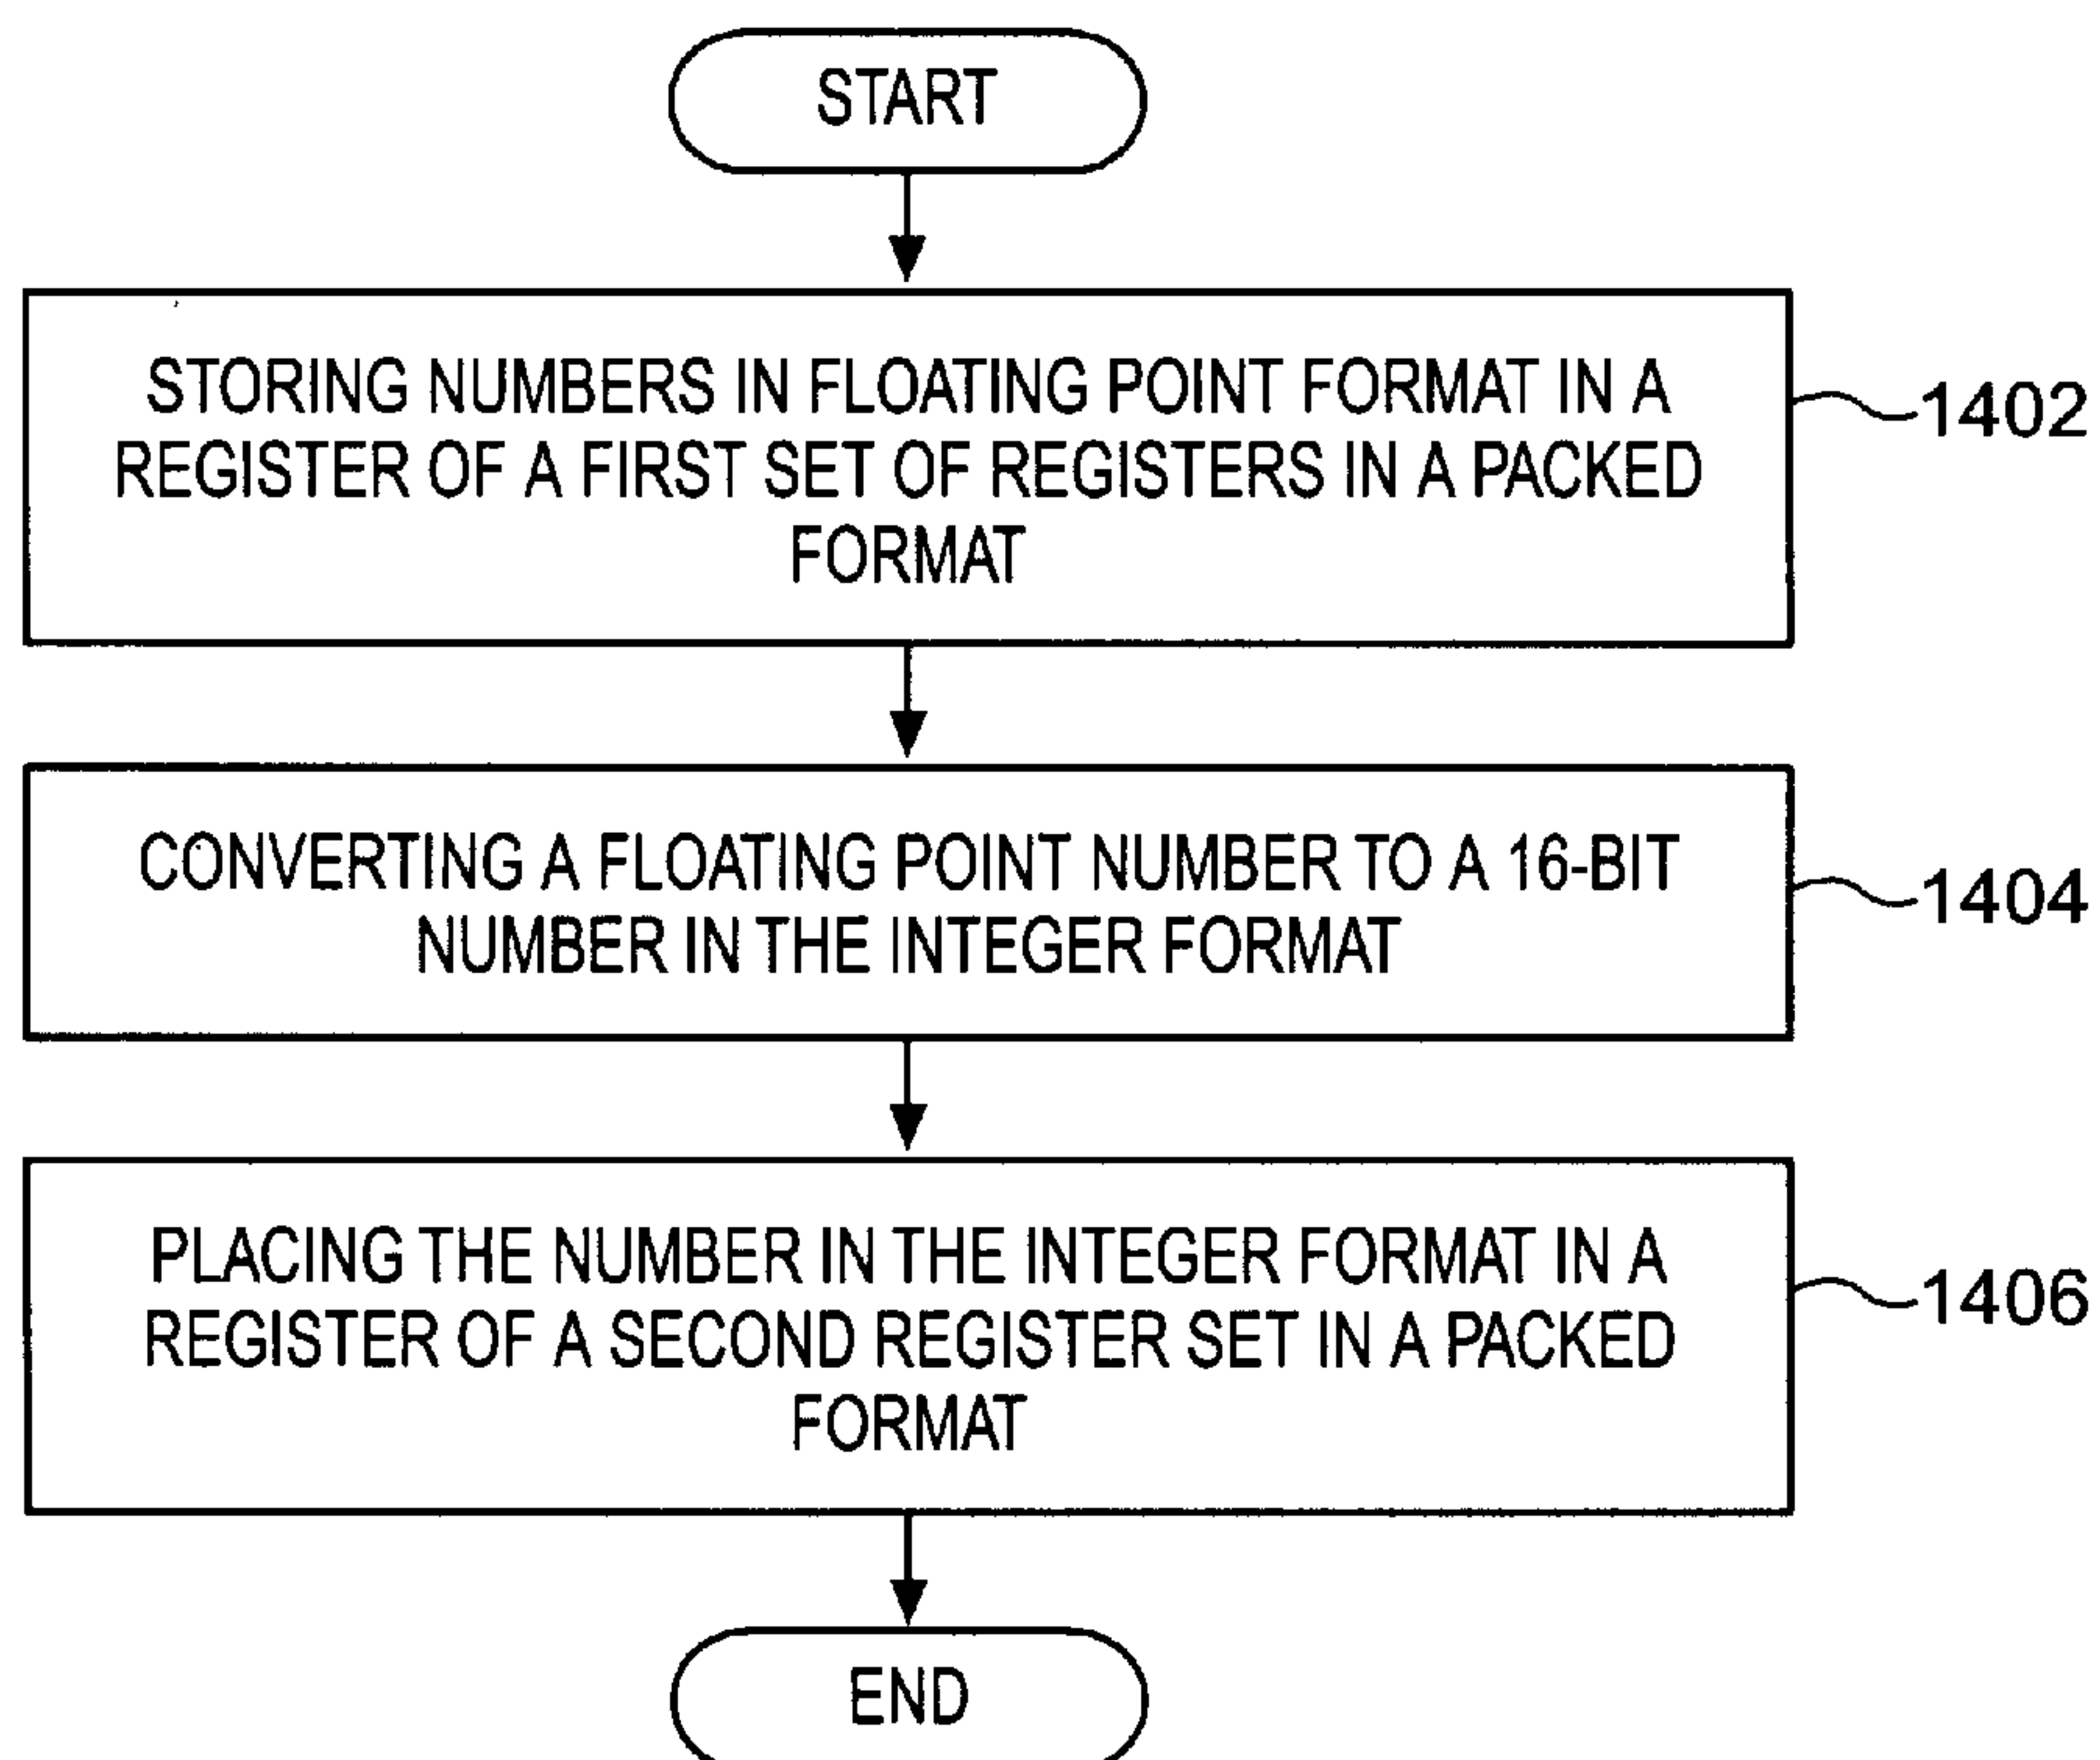 START
STORING NUMBERS IN FLOATING POINT FORMAT IN A
REGISTER OF A FIRST SET OF REGISTERS IN A PACKED
FORMAT
1402
CONVERTING A FLOATING POINT NUMBER TO A 16-BIT
NUMBER IN THE INTEGER FORMAT
1404
PLACING THE NUMBER IN THE INTEGER FORMAT IN A
REGISTER OF A SECOND REGISTER SET IN A PACKED
FORMAT
1406
END